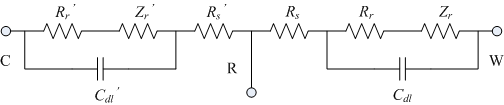 Rr′ Zr′ Rs′ Rs Rr Zr
C R W
Cdl′ Cdl